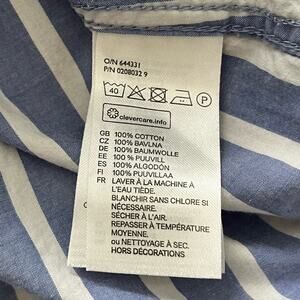 O/N 644331
P/N 0208032 9
40 P
clevercare.info
GB 100% COTTON
CZ 100% BAVLNA
DE 100% BAUMWOLLE
EE 100% PUUVILL
ES 100% ALGODÓN
FI 100% PUUVILLAA
FR LAVER À LA MACHINE À
L'EAU TIÈDE.
BLANCHIR SANS CHLORE SI
NÉCESSAIRE.
SÉCHER À L'AIR.
REPASSER À TEMPÉRATURE
MOYENNE.
ou NETTOYAGE À SEC.
HORS DÉCORATIONS